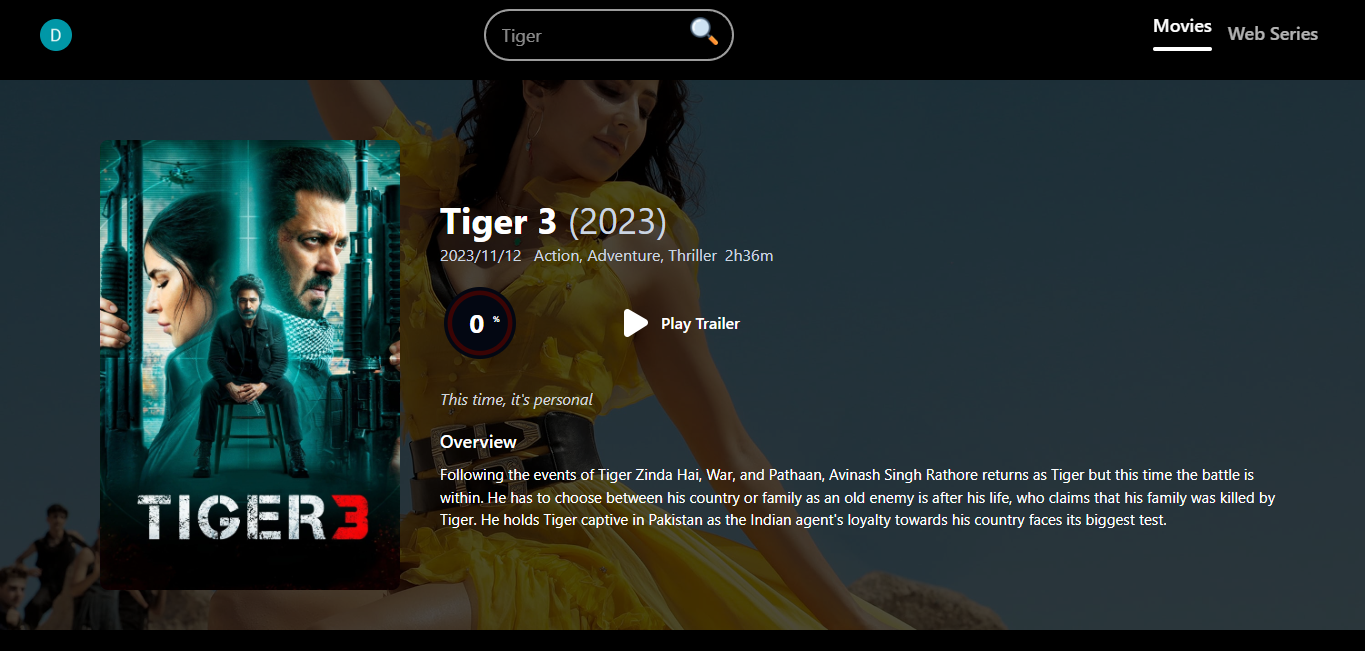 D
Tiger
Movies
Web Series
Tiger 3 (2023)
2023/11/12 Action, Adventure, Thriller 2h36m
0 %
Play Trailer
This time, it's personal
Overview
Following the events of Tiger Zinda Hai, War, and Pathaan, Avinash Singh Rathore returns as Tiger but this time the battle is
within. He has to choose between his country or family as an old enemy is after his life, who claims that his family was killed by
Tiger. He holds Tiger captive in Pakistan as the Indian agent's loyalty towards his country faces its biggest test.
TIGER 3